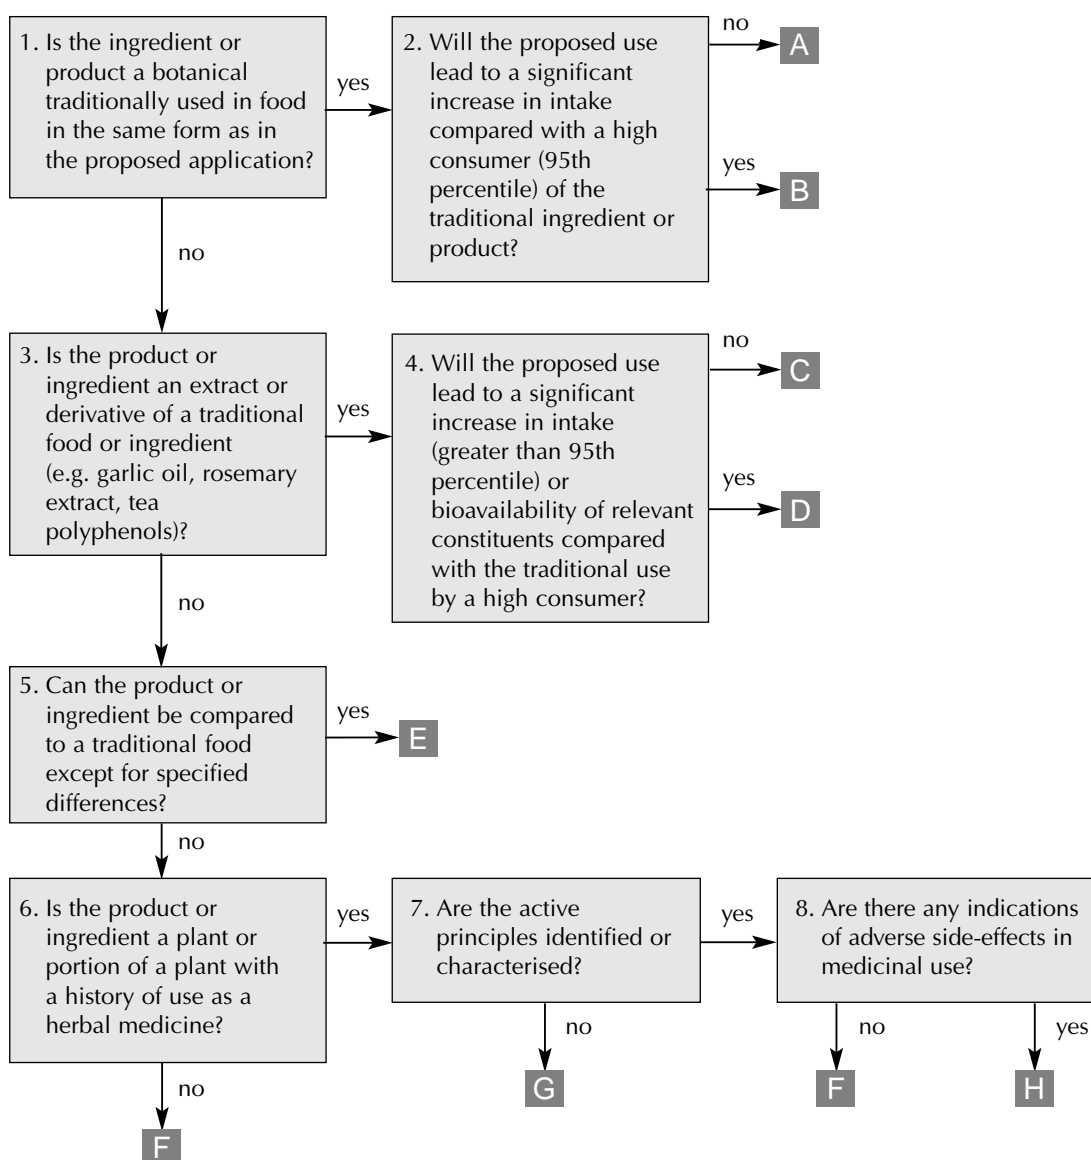 1. Is the ingredient or
product a botanical
traditionally used in food
in the same form as in
the proposed application?
yes
no
2. Will the proposed use
lead to a significant
increase in intake
compared with a high
consumer (95th
percentile) of the
traditional ingredient or
product?
no
A
yes
B
3. Is the product or
ingredient an extract or
derivative of a traditional
food or ingredient
(e.g. garlic oil, rosemary
extract, tea
polyphenols)?
yes
no
4. Will the proposed use
lead to a significant
increase in intake
(greater than 95th
percentile) or
bioavailability of relevant
constituents compared
with the traditional use
by a high consumer?
no
C
yes
D
5. Can the product or
ingredient be compared
to a traditional food
except for specified
differences?
yes
E
no
6. Is the product or
ingredient a plant or
portion of a plant with
a history of use as a
herbal medicine?
yes
no
F
7. Are the active
principles identified or
characterised?
yes
no
G
8. Are there any indications
of adverse side-effects in
medicinal use?
no
F
yes
H